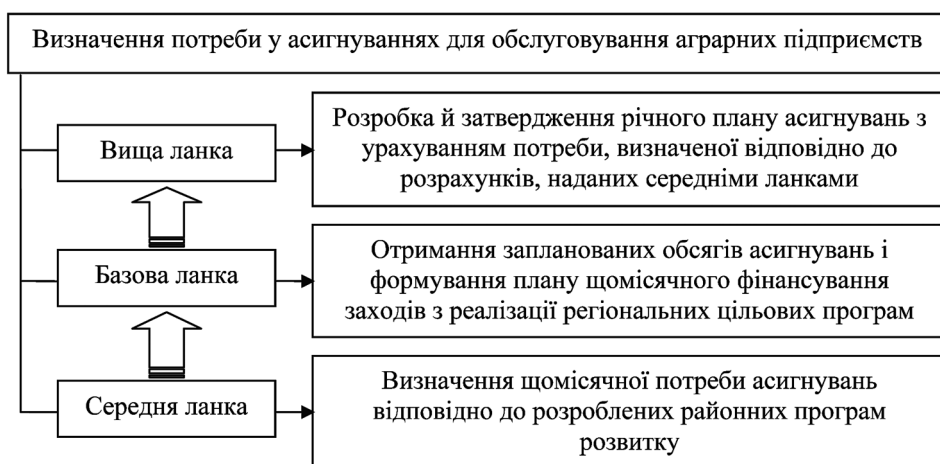 Визначення потреби у асигнуваннях для обслуговування аграрних підприємств
Вища ланка
Розробка й затвердження річного плану асигнувань з
урахуванням потреби, визначеної відповідно до
розрахунків, наданих середніми ланками
Базова ланка
Отримання запланованих обсягів асигнувань і
формування плану щомісячного фінансування
заходів з реалізації регіональних цільових програм
Середня ланка
Визначення щомісячної потреби асигнувань
відповідно до розроблених районних програм
розвитку